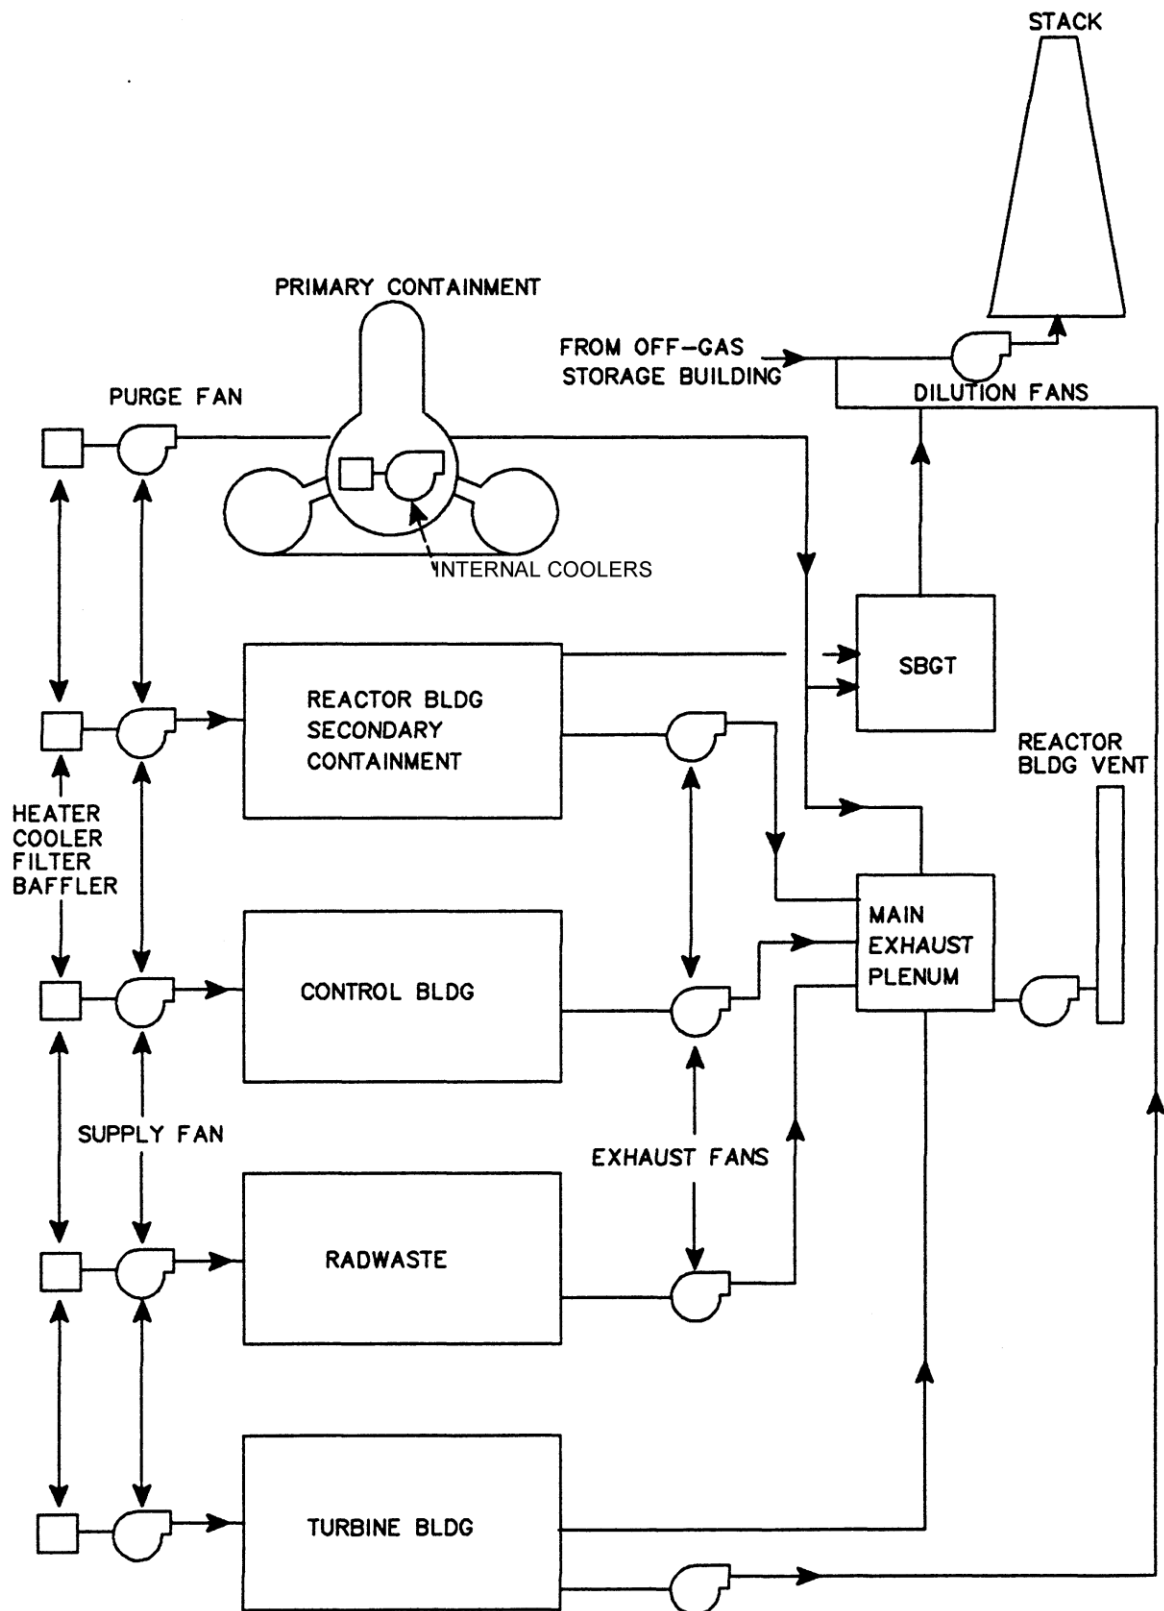 STACK
PRIMARY CONTAINMENT
FROM OFF-GAS
STORAGE BUILDING
PURGE FAN
DILUTION FANS
INTERNAL COOLERS
SBGT
REACTOR BLDG
SECONDARY
CONTAINMENT
REACTOR
BLDG VENT
HEATER
COOLER
FILTER
BAFFLER
MAIN
EXHAUST
PLENUM
CONTROL BLDG
SUPPLY FAN
EXHAUST FANS
RADWASTE
TURBINE BLDG